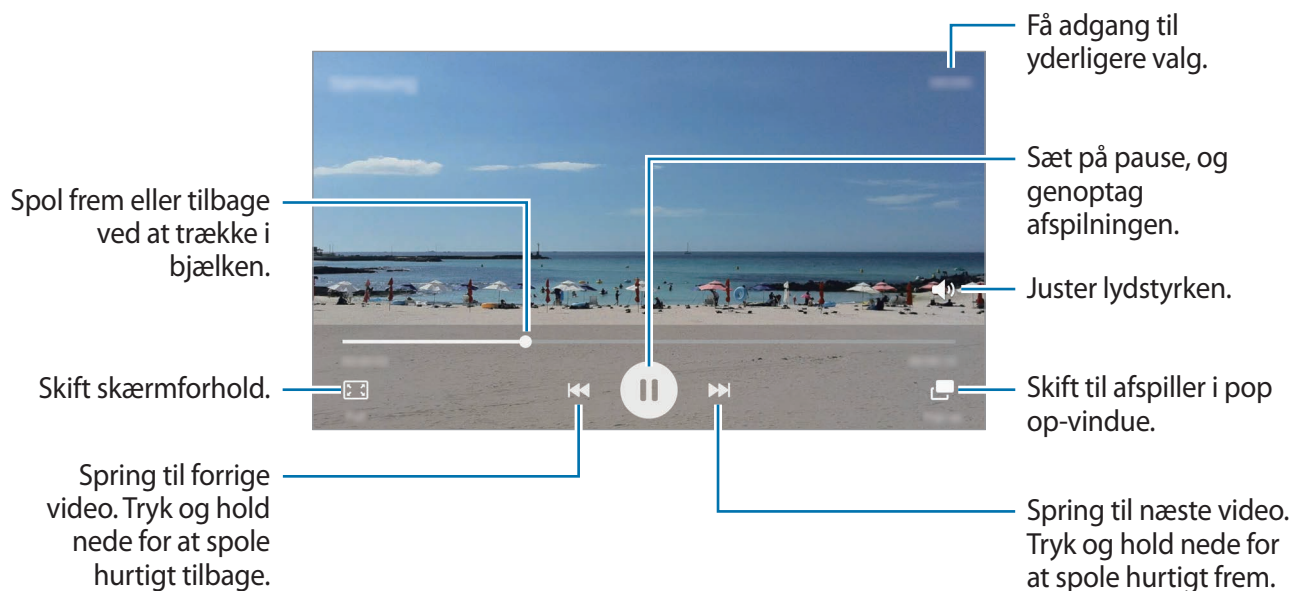 Få adgang til
yderligere valg.
Sæt på pause, og
genoptag
afspilningen.
Spol frem eller tilbage
ved at trække i
bjælken.
Juster lydstyrken.
Skift skærmforhold.
Skift til afspiller i pop
op-vindue.
Spring til forrige
video. Tryk og hold
nede for at spole
hurtigt tilbage.
Spring til næste video.
Tryk og hold nede for
at spole hurtigt frem.